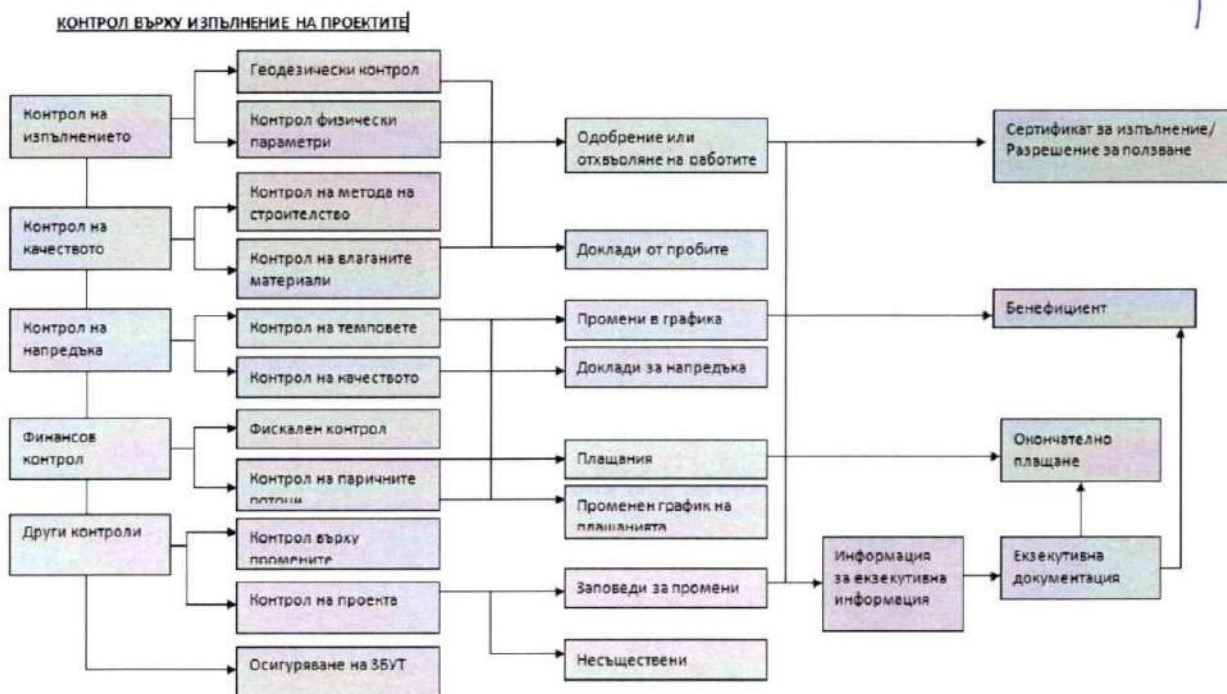 КОНТРОЛ ВЪРХУ ИЗПЪЛНЕНИЕ НА ПРОЕКТИТЕ
Контрол на
изпълнението
Контрол на
качеството
Контрол на
напредъка
Финансов
контрол
Други контроли
Геодезически контрол
Контрол физически
параметри
Контрол на метода на
строителство
Контрол на влаганите
материали
Контрол на темповете
Контрол на качеството
Фискален контрол
Контрол на паричните
потоци
Контрол върху
промените
Контрол на проекта
Осигуряване на ЗБУТ
Одобрение или
отхвърляне на работите
Доклади от пробите
Промени в графика
Доклади за напредъка
Плащания
Променен график на
плащанията
Заповеди за промени
Несъществени
Информация
за екзекутивна
информация
Сертификат за изпълнение/
Разрешение за ползване
Бенефициент
Окончателно
плащане
Екзекутивна
документация